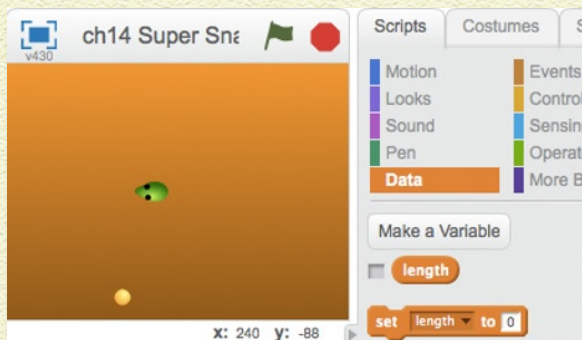 ch14 Super Sna
v430
Scripts
Costumes
S
Motion
Events
Looks
Control
Sound
Sensin
Pen
Operat
Data
More B
Make a Variable
length
set length to 0
x: 240 y: -88